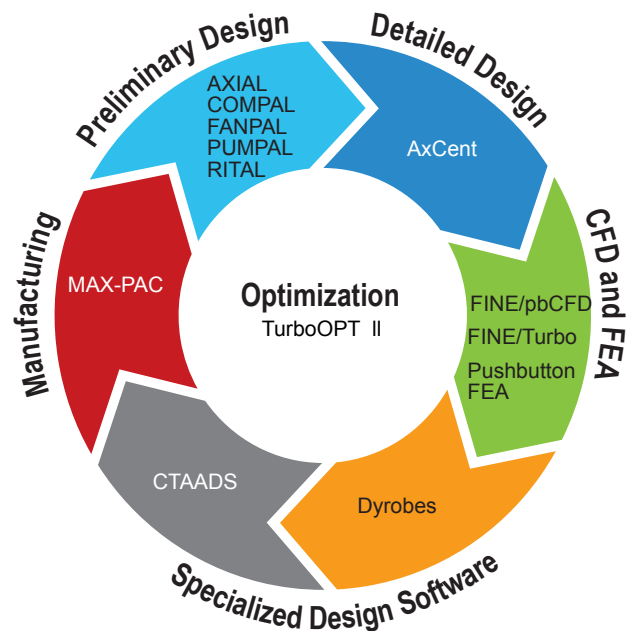 Preliminary Design
AXIAL
COMPAL
FANPAL
PUMPAL
RITAL
Detailed Design
AxCent
CFD and FEA
FINE/pbCFD
FINE/Turbo
Pushbutton
FEA
Specialized Design Software
Dyrobes
CTAADS
Manufacturing
MAX-PAC
Optimization
TurboOPT II